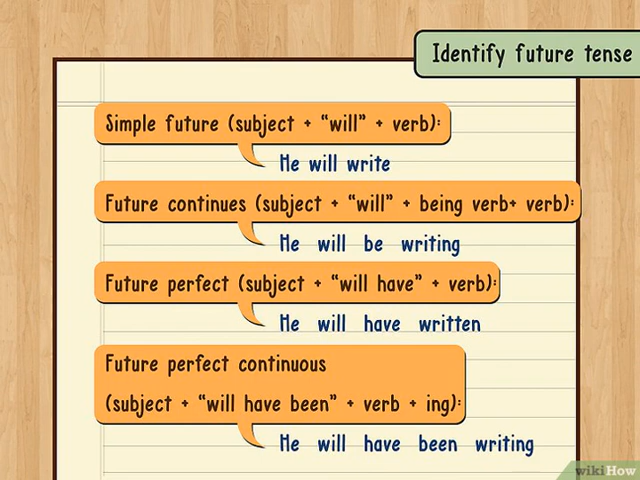 Identify future tense
Simple future (subject + “will” + verb):
He will write
Future continues (subject + “will” + being verb+ verb):
He will be writing
Future perfect (subject + “will have” + verb):
He will have written
Future perfect continuous
(subject + “will have been” + verb + ing):
He will have been writing
wikiHow